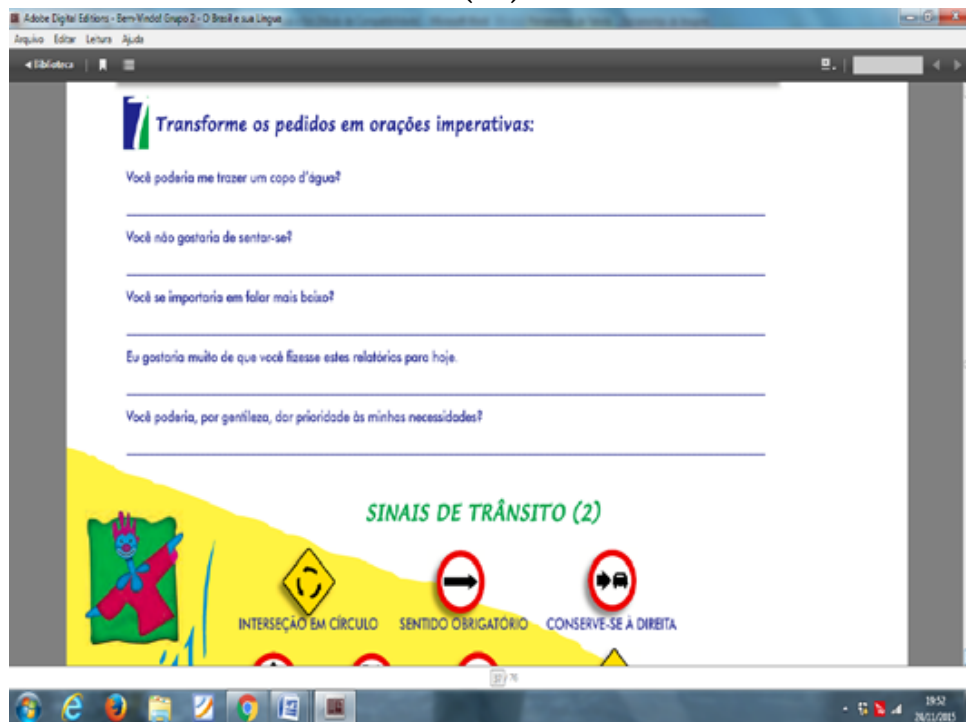 Adobe Digital Editions - Bem-Vindo! Grupo 2 - O Brasil e sua Língua
Arquivo Editar Leitura Ajuda
Biblioteca
7 Transforme os pedidos em orações imperativas:
Você poderia me trazer um copo d'água?
Você não gostaria de sentar-se?
Você se importaria em falar mais baixo?
Eu gostaria muito de que você fizesse estes relatórios para hoje.
Você poderia, por gentileza, dar prioridade às minhas necessidades?
SINAIS DE TRÂNSITO (2)
INTERSEÇÃO EM CÍRCULO SENTIDO OBRIGATÓRIO CONSERVE-SE À DIREITA
37 / 76
19:52
26/11/2015